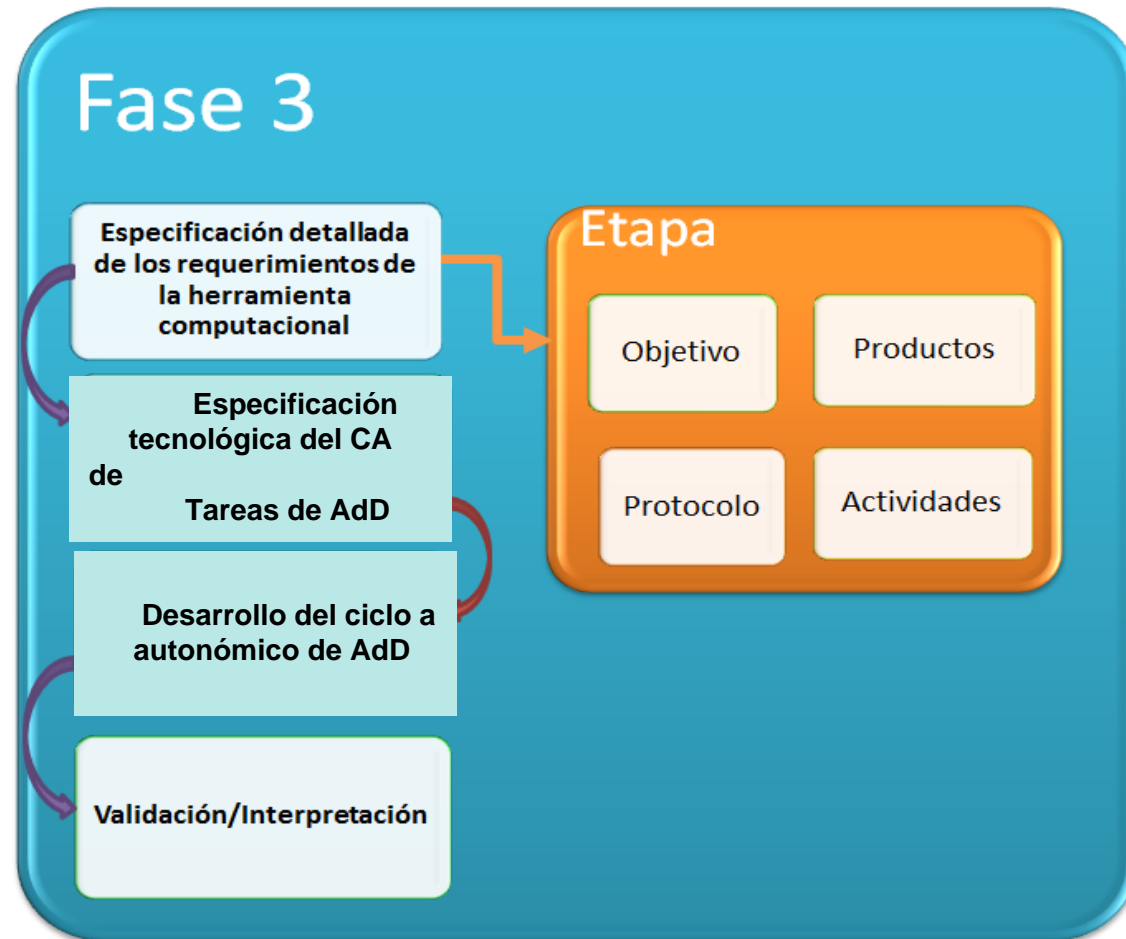 Fase 3
Especificación detallada
de los requerimientos de
la herramienta
computacional
Especificación
tecnológica del CA
de
Tareas de AdD
Desarrollo del ciclo a
autonómico de AdD
Validación/Interpretación
Etapa
Objetivo
Productos
Protocolo
Actividades